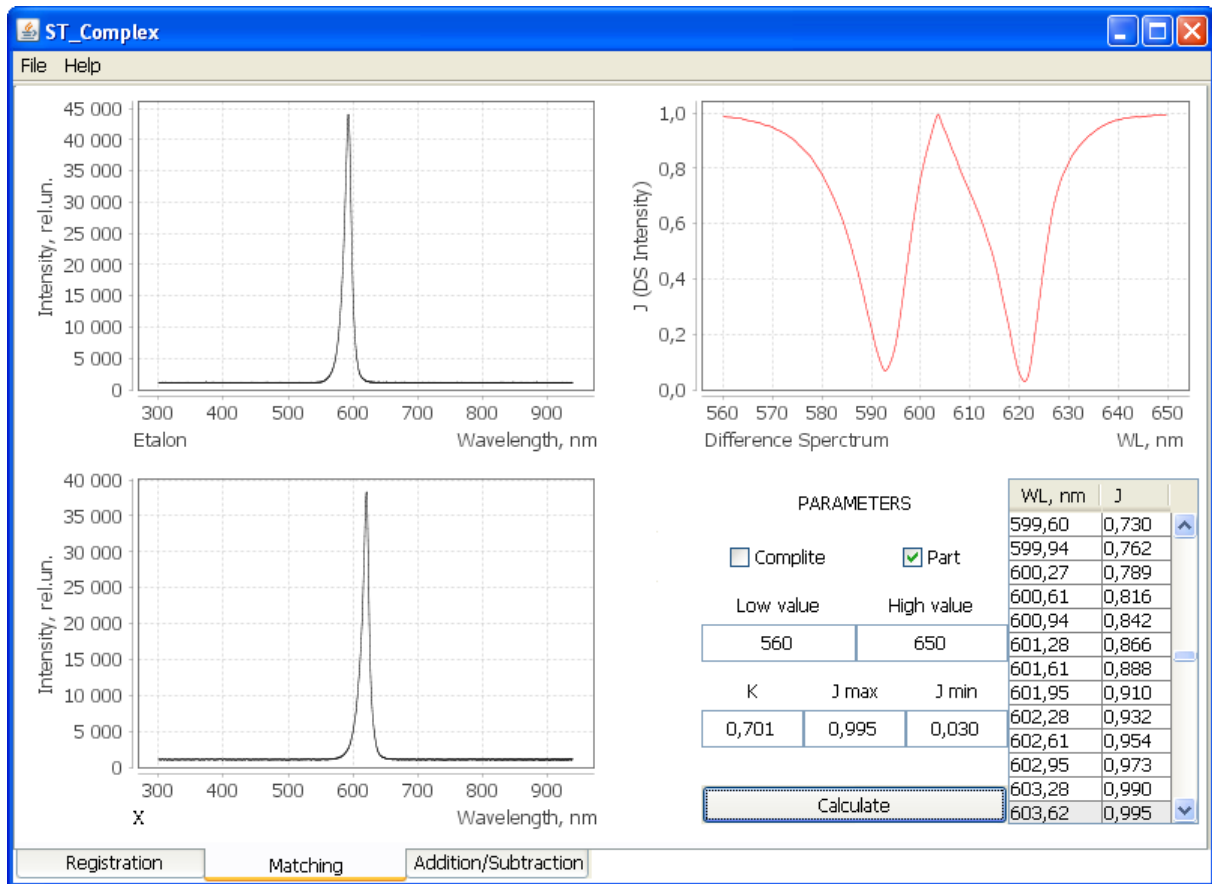 ST_Complex
File Help
45 000
40 000
35 000
30 000
25 000
20 000
15 000
10 000
5 000
0
Intensity, rel.un.
300 400 500 600 700 800 900
Etalon Wavelength, nm
1,0
0,8
0,6
0,4
0,2
0,0
J (DS Intensity)
560 570 580 590 600 610 620 630 640 650
Difference Sperctrum WL, nm
40 000
35 000
30 000
25 000
20 000
15 000
10 000
5 000
0
Intensity, rel.un.
300 400 500 600 700 800 900
X Wavelength, nm
PARAMETERS
Complite Part
Low value High value
560 650
K J max J min
0,701 0,995 0,030
Calculate
WL, nm J
599,60 0,730
599,94 0,762
600,27 0,789
600,61 0,816
600,94 0,842
601,28 0,866
601,61 0,888
601,95 0,910
602,28 0,932
602,61 0,954
602,95 0,973
603,28 0,990
603,62 0,995
Registration Matching Addition/Subtraction